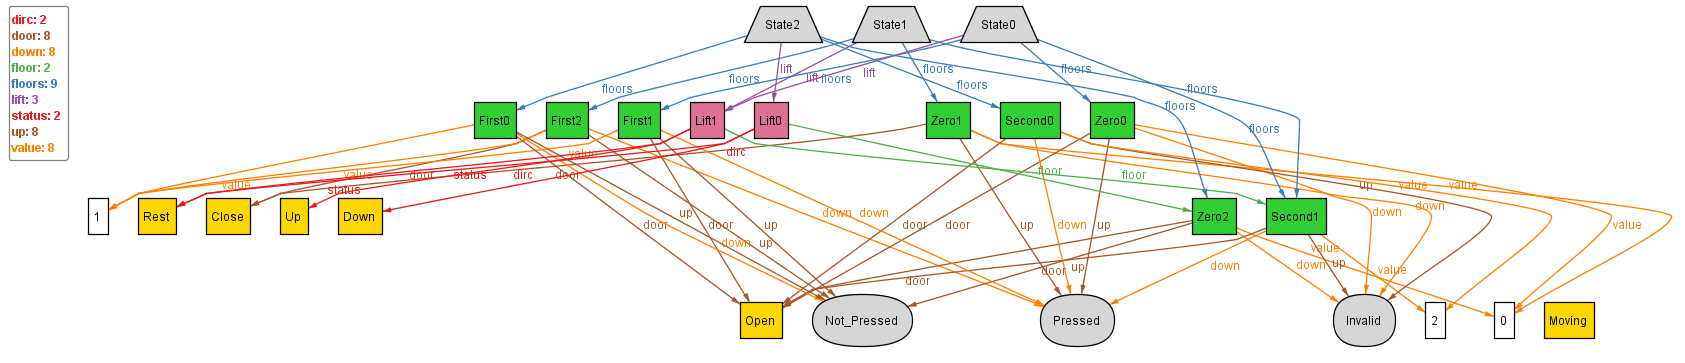 dirc: 2
door: 8
down: 8
floor: 2
floors: 9
lift: 3
status: 2
up: 8
value: 8
State2 State1 State0
lift floors floors
lift floors lift
floors floors floors floors
floors
First0 First2 First1 Lift1 Lift0 Zero1 Second0 Zero0
floors
value dirc
value door value status dirc door floor floor up value value
status
1 Rest Close Up Down Zero2 Second1
up down down down down
door door up door down door up down up value
down up value
door up down up value
door down
Open Not_Pressed Pressed Invalid 2 0 Moving